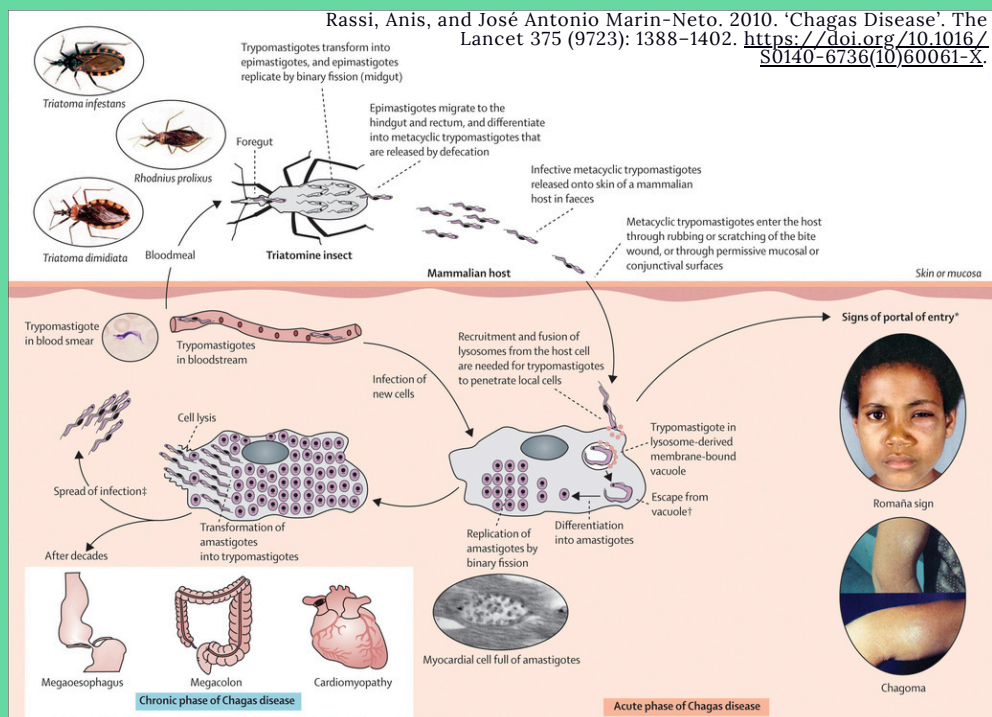 Rassi, Anis, and José Antonio Marin-Neto. 2010. ‘Chagas Disease’. The
Lancet 375 (9723): 1388–1402. https://doi.org/10.1016/
S0140-6736(10)60061-X.
Triatoma infestans
Rhodnius prolixus
Triatoma dimidiata
Trypomastigotes transform into
epimastigotes, and epimastigotes
replicate by binary fission (midgut)
Foregut
Epimastigotes migrate to the
hindgut and rectum, and differentiate
into metacyclic trypomastigotes that
are released by defecation
Infective metacyclic trypomastigotes
released onto skin of a mammalian
host in faeces
Metacyclic trypomastigotes enter the host
through rubbing or scratching of the bite
wound, or through permissive mucosal or
conjunctival surfaces
Bloodmeal
Triatomine insect
Mammalian host
Skin or mucosa
Trypomastigote
in blood smear
Trypomastigotes
in bloodstream
Infection of
new cells
Recruitment and fusion of
lysosomes from the host cell
are needed for trypomastigotes
to penetrate local cells
Signs of portal of entry*
Cell lysis
Trypomastigote in
lysosome-derived
membrane-bound
vacuole
Escape from
vacuole†
Spread of infection‡
Transformation of
amastigotes
into trypomastigotes
Replication of
amastigotes by
binary fission
Differentiation
into amastigotes
Romaña sign
After decades
Myocardial cell full of amastigotes
Megaoesophagus
Megacolon
Cardiomyopathy
Chagoma
Chronic phase of Chagas disease
Acute phase of Chagas disease